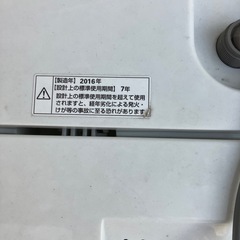 【製造年】2016年
【設計上の標準使用期間】 7年
設計上の標準使用期間を超えて使用
されますと、経年劣化による発火・
けが等の事故に至る恐れがあります。